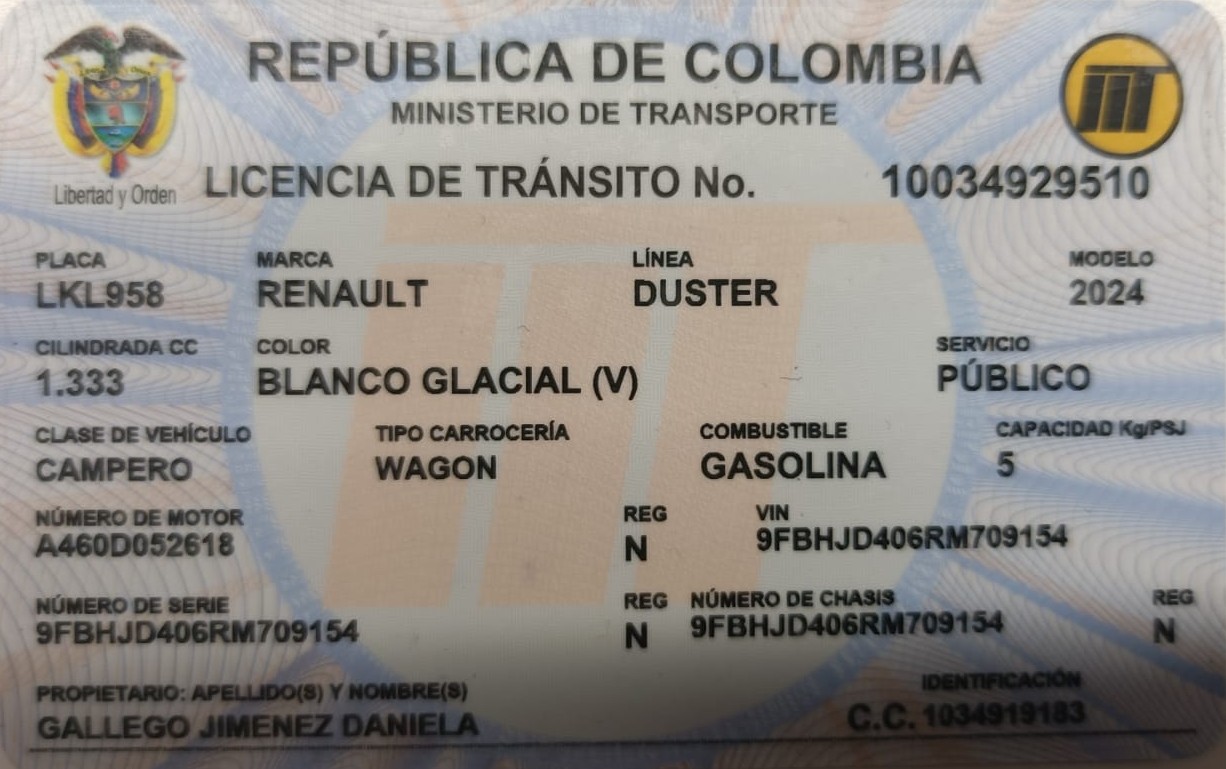 REPÚBLICA DE COLOMBIA
MINISTERIO DE TRANSPORTE
Libertad y Orden
LICENCIA DE TRÁNSITO No. 10034929510
PLACA MARCA LÍNEA MODELO
LKL958 RENAULT DUSTER 2024
CILINDRADA CC COLOR SERVICIO
1.333 BLANCO GLACIAL (V) PÚBLICO
CLASE DE VEHÍCULO TIPO CARROCERÍA COMBUSTIBLE CAPACIDAD Kg/PSJ
CAMPERO WAGON GASOLINA 5
NÚMERO DE MOTOR REG VIN
A460D052618 N 9FBHJD406RM709154
NÚMERO DE SERIE REG NÚMERO DE CHASIS REG
9FBHJD406RM709154 N 9FBHJD406RM709154 N
PROPIETARIO: APELLIDO(S) Y NOMBRE(S) IDENTIFICACIÓN
GALLEGO JIMENEZ DANIELA C.C. 1034919183